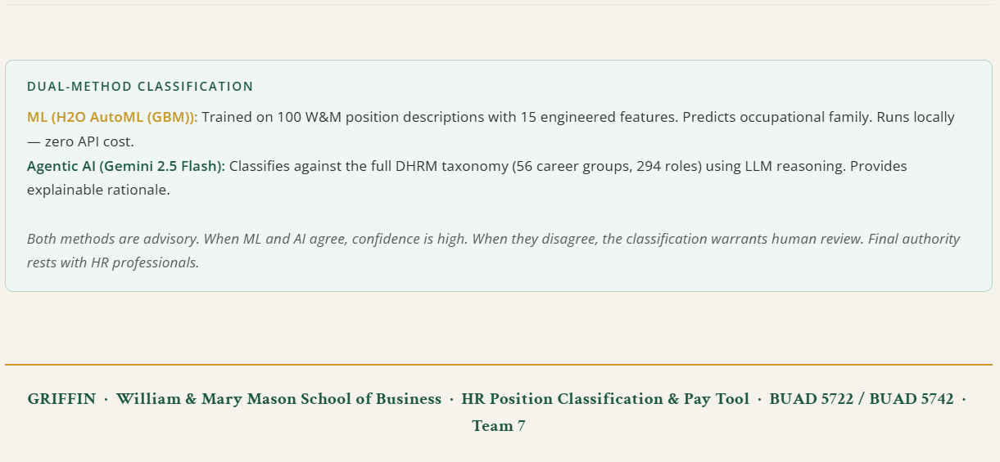 DUAL-METHOD CLASSIFICATION
ML (H2O AutoML (GBM)): Trained on 100 W&M position descriptions with 15 engineered features. Predicts occupational family. Runs locally
— zero API cost.
Agentic AI (Gemini 2.5 Flash): Classifies against the full DHRM taxonomy (56 career groups, 294 roles) using LLM reasoning. Provides
explainable rationale.
Both methods are advisory. When ML and AI agree, confidence is high. When they disagree, the classification warrants human review. Final authority
rests with HR professionals.
GRIFFIN · William & Mary Mason School of Business · HR Position Classification & Pay Tool · BUAD 5722 / BUAD 5742 ·
Team 7